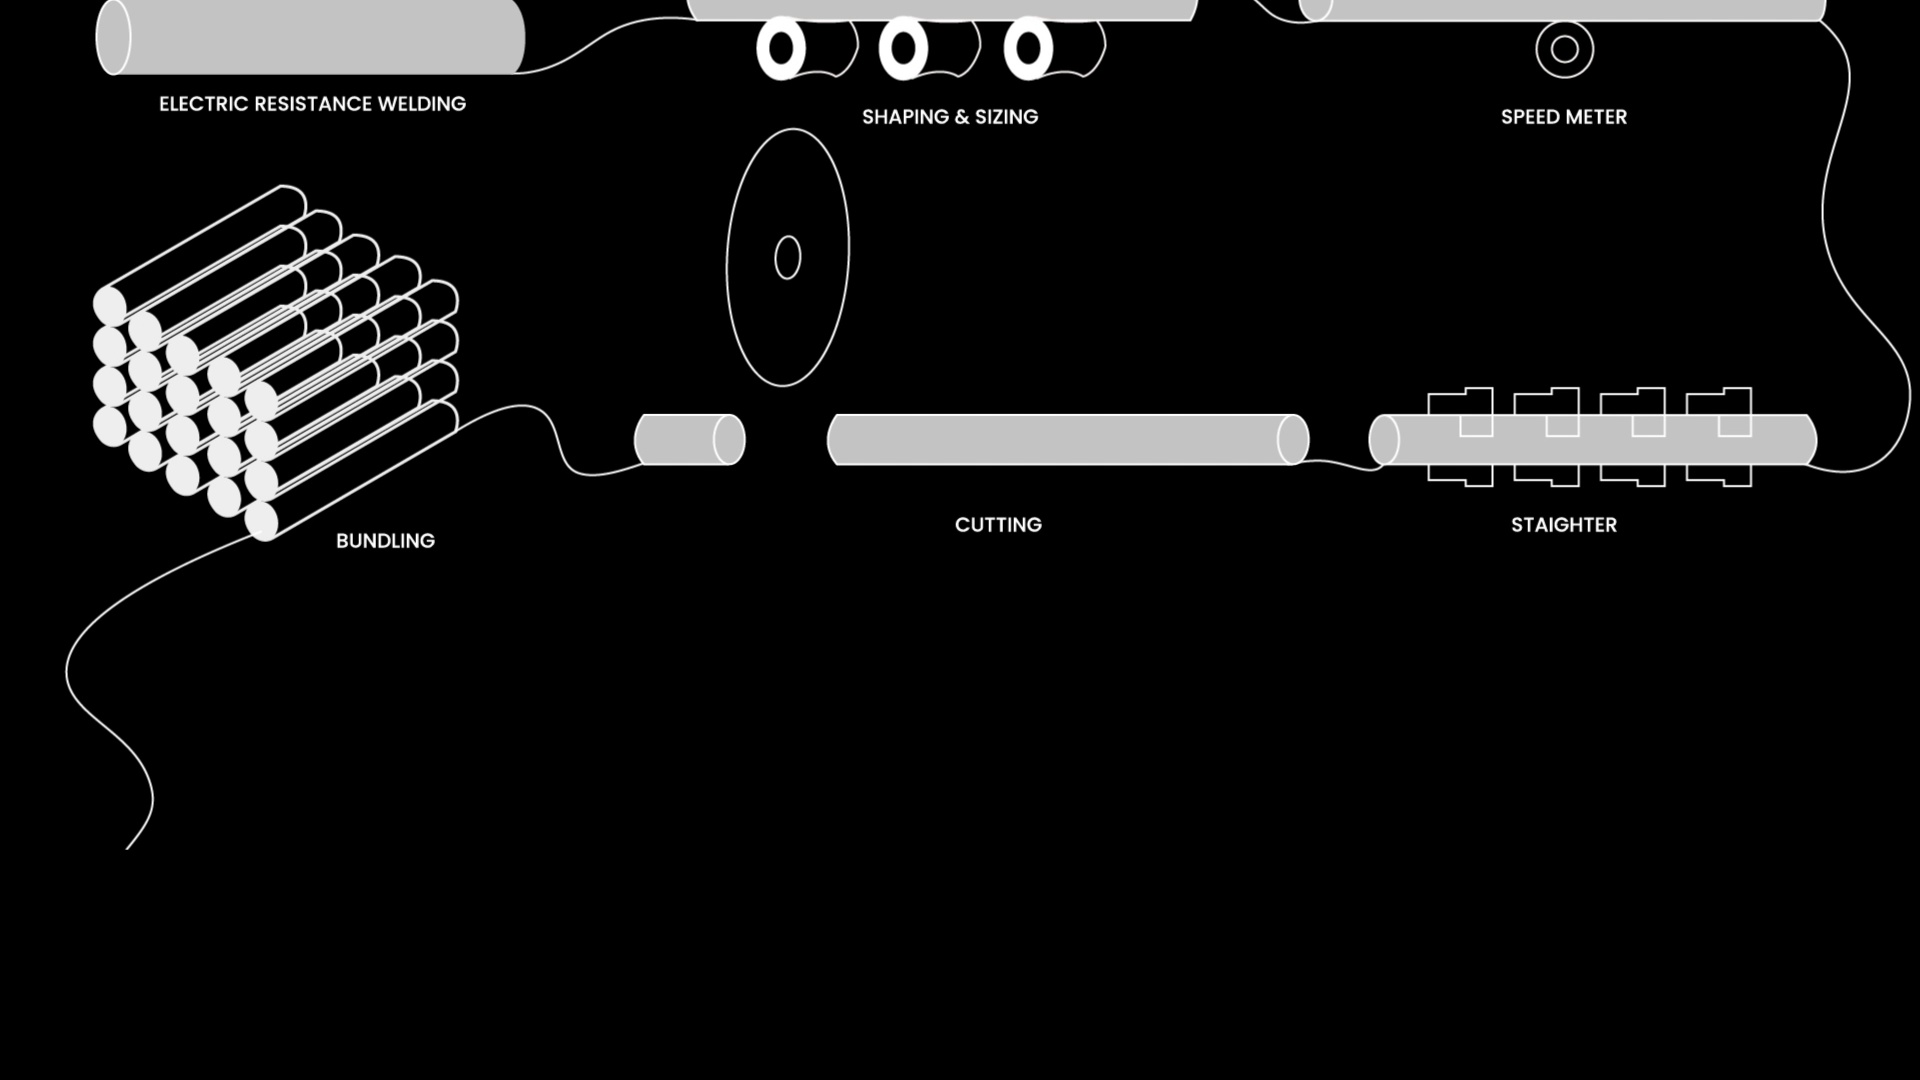 ELECTRIC RESISTANCE WELDING
SHAPING & SIZING
SPEED METER
BUNDLING
CUTTING
STAIGHTER